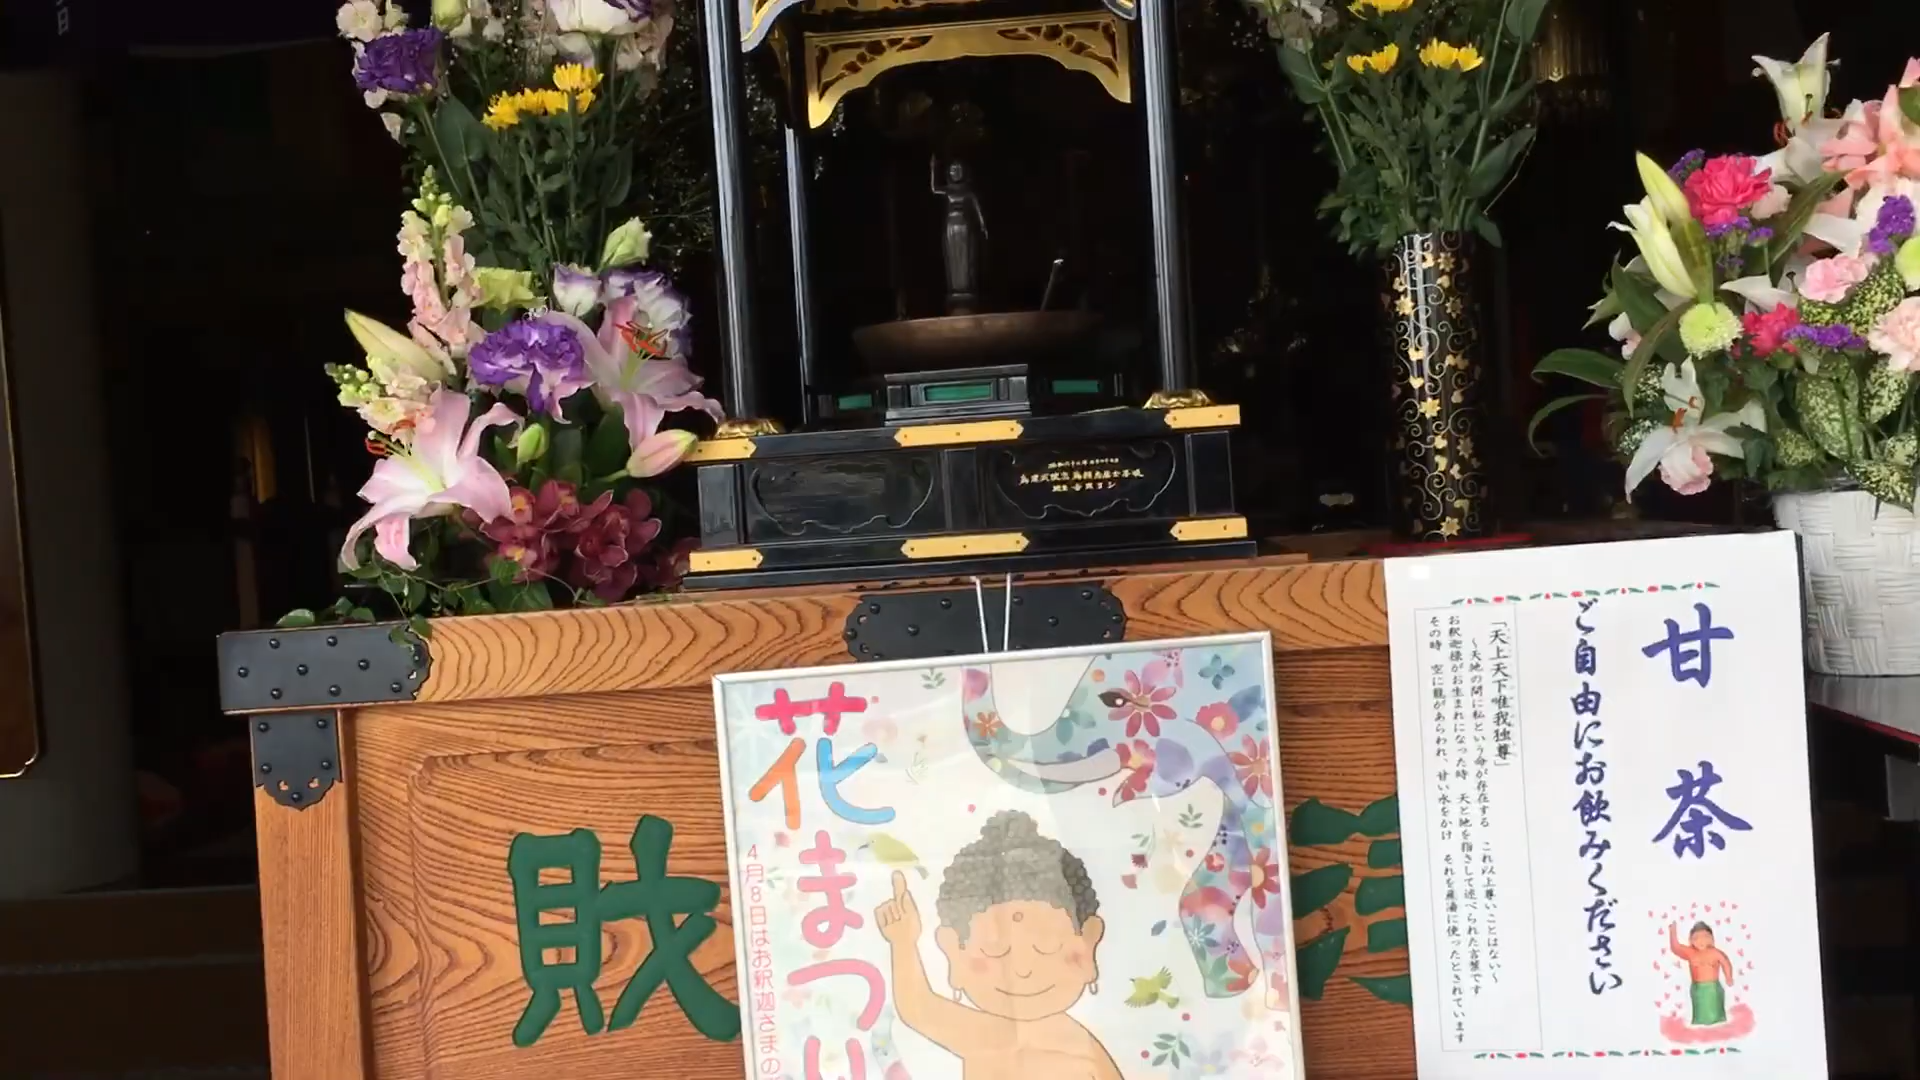 甘茶
ご自由にお飲みください
「天上天下唯我独尊」
～天地の間に私という命が存在する　これ以上尊いことはない～
お釈迦様がお生まれになった時　天と地を指さして述べられた言葉です
その時　空に龍があらわれ、甘い水をかけ　それを産湯に使ったとされています
花まつり
4月8日はお釈迦さまの
財
日